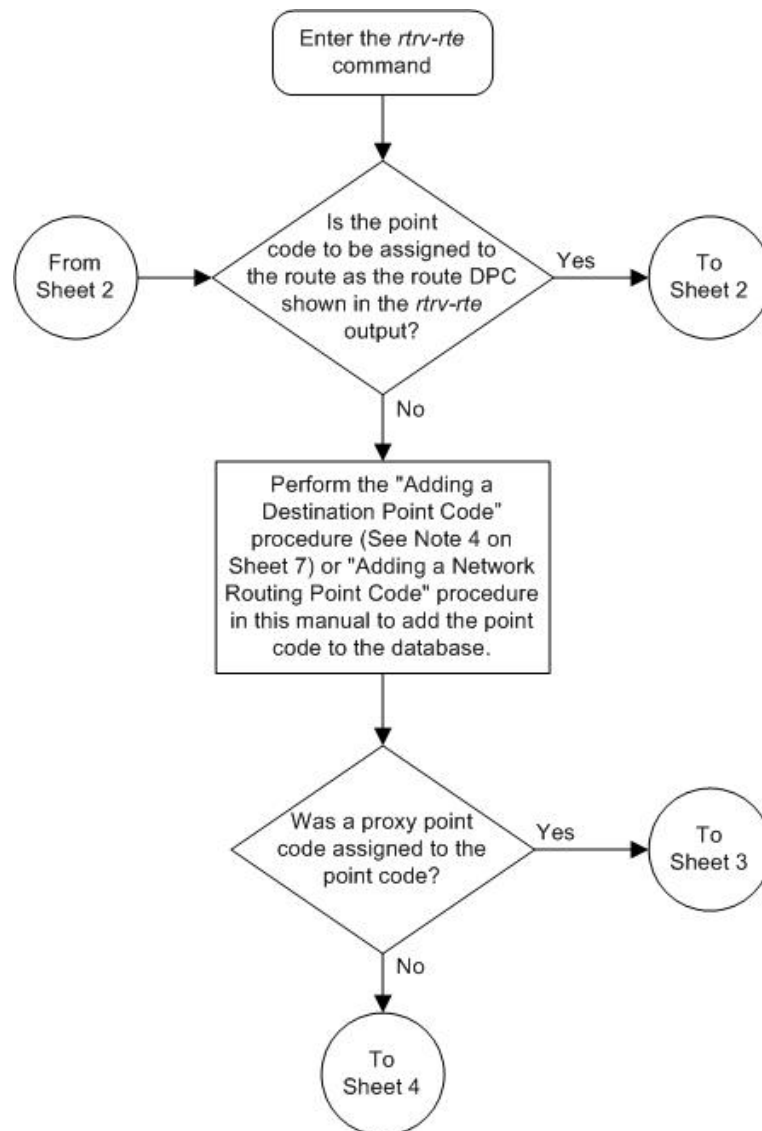 Enter the rtrv-rte
command
Is the point
code to be assigned to
the route as the route DPC
shown in the rtrv-rte
output?
From
Sheet 2
Yes
To
Sheet 2
No
Perform the "Adding a
Destination Point Code"
procedure (See Note 4 on
Sheet 7) or "Adding a Network
Routing Point Code" procedure
in this manual to add the point
code to the database.
Was a proxy point
code assigned to the
point code?
Yes
To
Sheet 3
No
To
Sheet 4